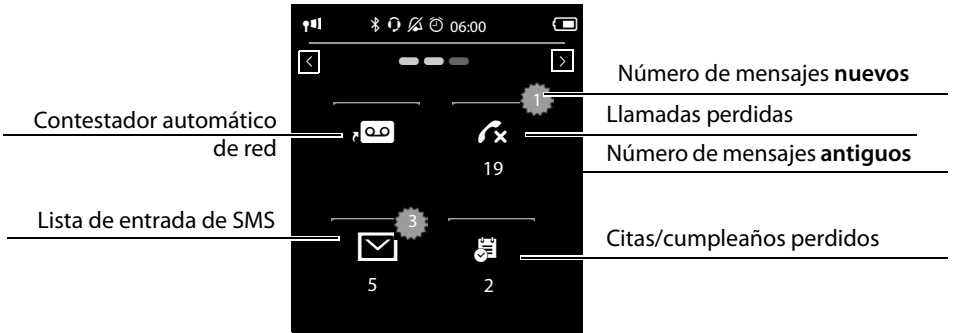 06:00
Número de mensajes nuevos
1
Contestador automático
de red
Llamadas perdidas
Número de mensajes antiguos
19
Lista de entrada de SMS
3
Citas/cumpleaños perdidos
5
2